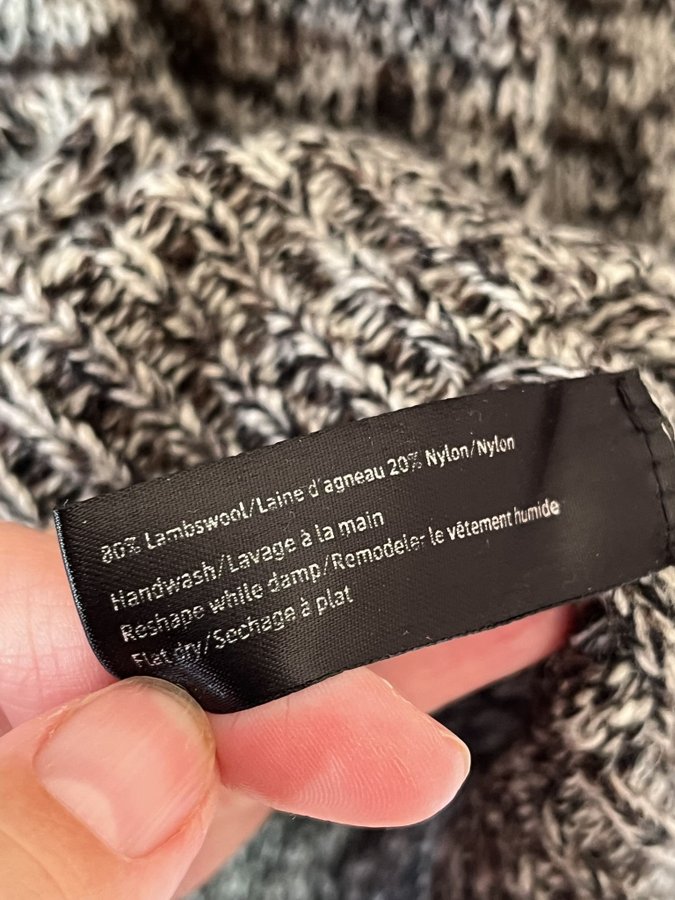 80% Lambswool/Laine d'agneau 20% Nylon/Nylon
Handwash/Lavage à la main
Reshape while damp/Remodeler le vêtement humide
Flat dry/Sechage à plat